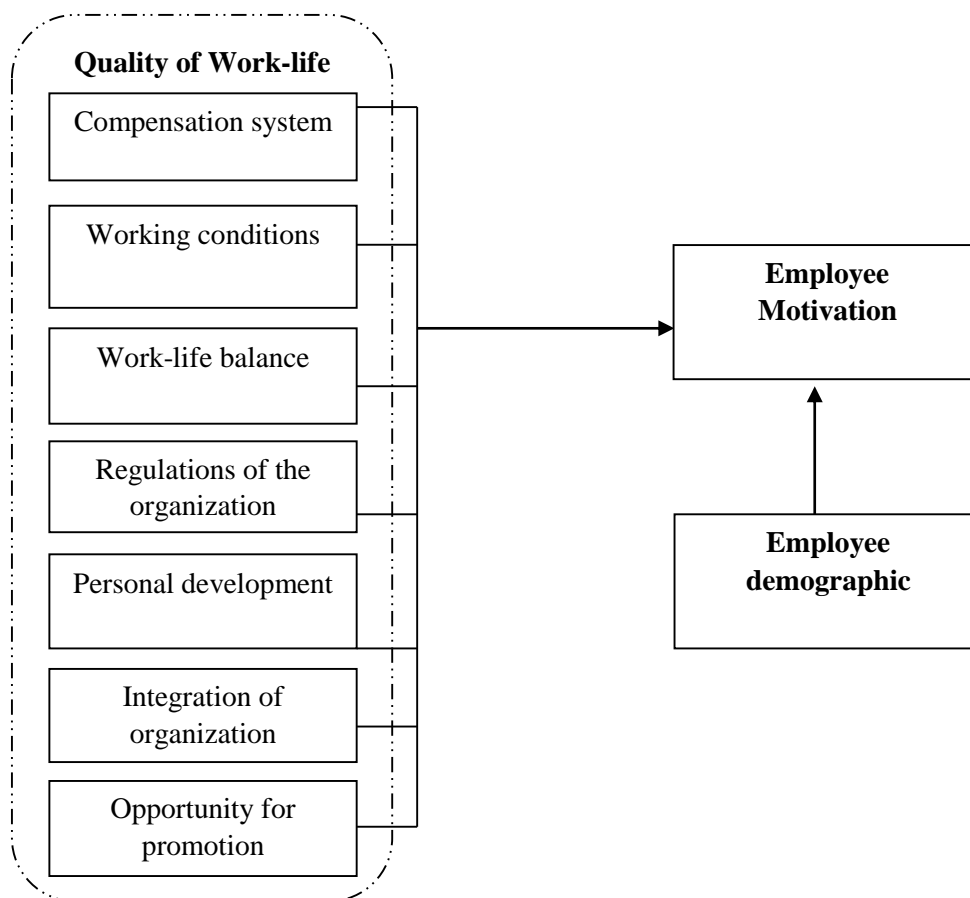 Quality of Work-life
Compensation system
Working conditions
Work-life balance
Regulations of the
organization
Personal development
Integration of
organization
Opportunity for
promotion
Employee
Motivation
Employee
demographic